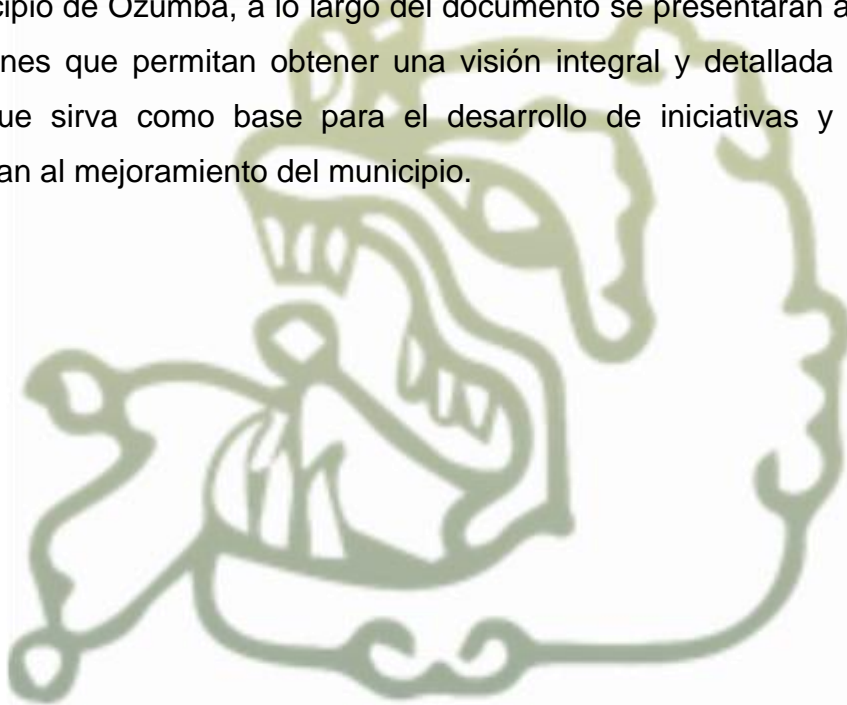 cipio de Ozumba, a lo largo del documento se presentarán a
nes que permitan obtener una visión integral y detallada
ue sirva como base para el desarrollo de iniciativas y
an al mejoramiento del municipio.